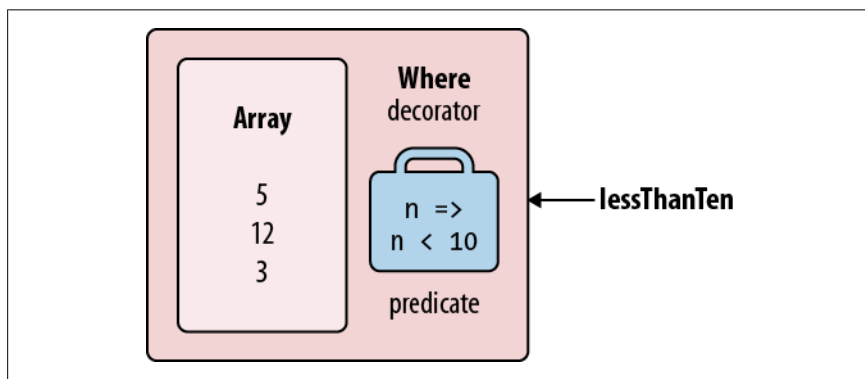 Array
5
12
3
Where
decorator
n =>
n < 10
predicate
lessThanTen